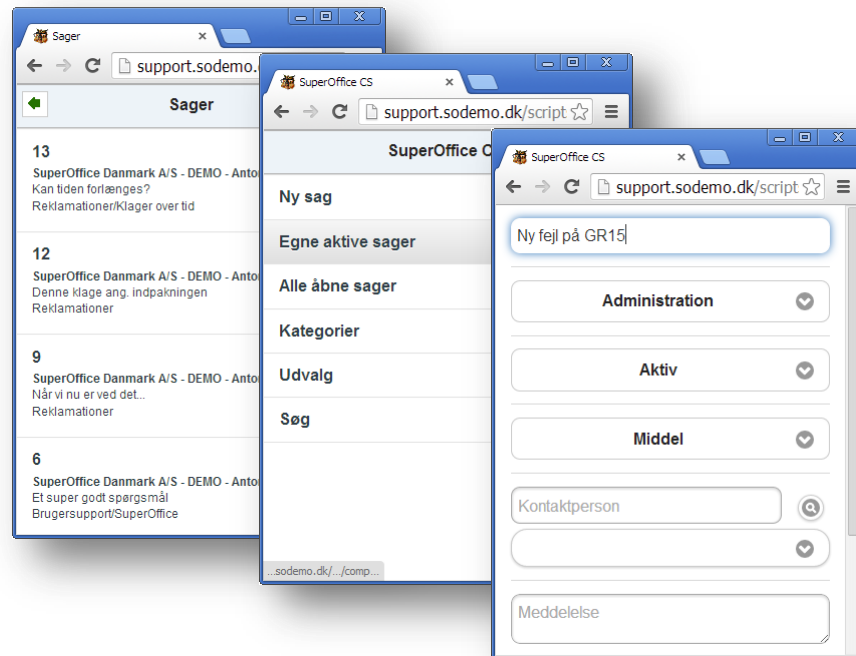 Sager
support.sodemo.
Sager
13
SuperOffice Danmark A/S - DEMO - Anto
Kan tiden forlænges?
Reklamationer/Klager over tid
12
SuperOffice Danmark A/S - DEMO - Anto
Denne klage ang. indpakningen
Reklamationer
9
SuperOffice Danmark A/S - DEMO - Anto
Når vi nu er ved det...
Reklamationer
6
SuperOffice Danmark A/S - DEMO - Anto
Et super godt spørgsmål
Brugersupport/SuperOffice
SuperOffice CS
support.sodemo.dk/script
SuperOffice C
Ny sag
Egne aktive sager
Alle åbne sager
Kategorier
Udvalg
Søg
...sodemo.dk/.../comp...
SuperOffice CS
support.sodemo.dk/script
Ny fejl på GR15
Administration
Aktiv
Middel
Kontaktperson
Meddelelse